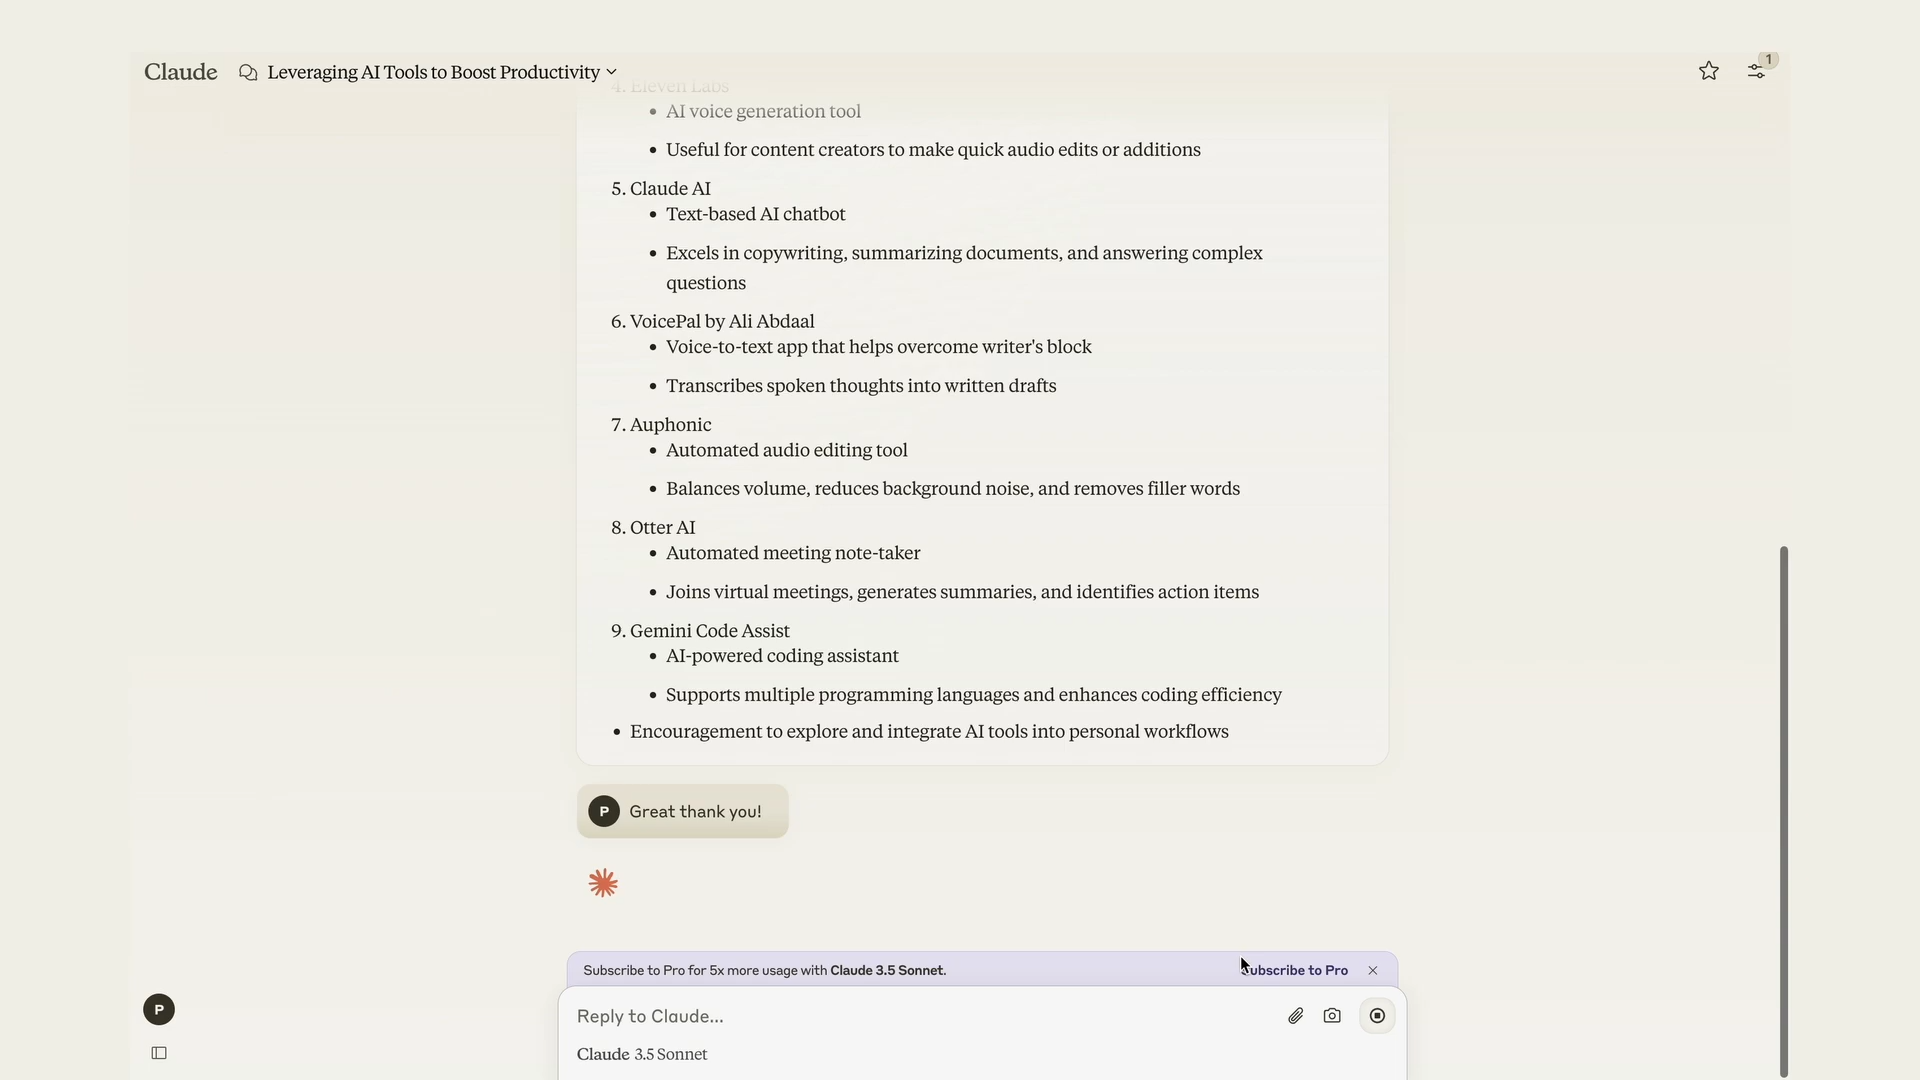 Claude
Leveraging AI Tools to Boost Productivity
1
4. Eleven Labs
• AI voice generation tool
• Useful for content creators to make quick audio edits or additions
5. Claude AI
• Text-based AI chatbot
• Excels in copywriting, summarizing documents, and answering complex
questions
6. VoicePal by Ali Abdaal
• Voice-to-text app that helps overcome writer's block
• Transcribes spoken thoughts into written drafts
7. Auphonic
• Automated audio editing tool
• Balances volume, reduces background noise, and removes filler words
8. Otter AI
• Automated meeting note-taker
• Joins virtual meetings, generates summaries, and identifies action items
9. Gemini Code Assist
• AI-powered coding assistant
• Supports multiple programming languages and enhances coding efficiency
• Encouragement to explore and integrate AI tools into personal workflows
P Great thank you!
Subscribe to Pro for 5x more usage with Claude 3.5 Sonnet.
Subscribe to Pro
P
Reply to Claude...
Claude 3.5 Sonnet